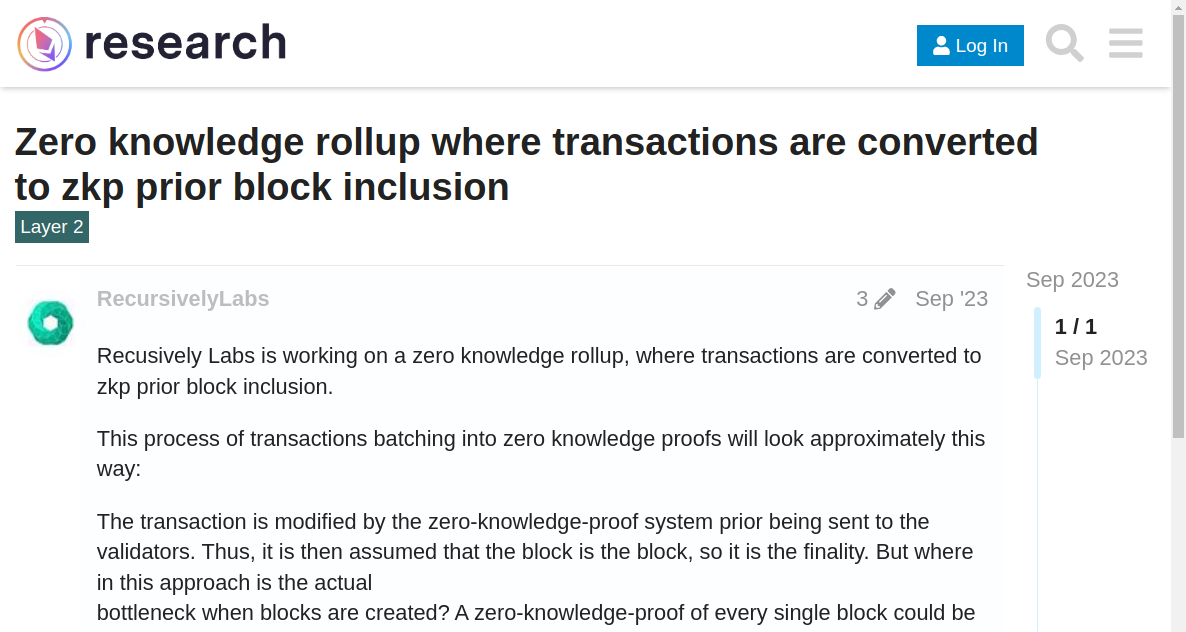 research
Log In
Zero knowledge rollup where transactions are converted
to zkp prior block inclusion
Layer 2
Sep 2023
RecursivelyLabs
3
Sep '23
1 / 1
Sep 2023
Recusively Labs is working on a zero knowledge rollup, where transactions are converted to
zkp prior block inclusion.
This process of transactions batching into zero knowledge proofs will look approximately this
way:
The transaction is modified by the zero-knowledge-proof system prior being sent to the
validators. Thus, it is then assumed that the block is the block, so it is the finality. But where
in this approach is the actual
bottleneck when blocks are created? A zero-knowledge-proof of every single block could be